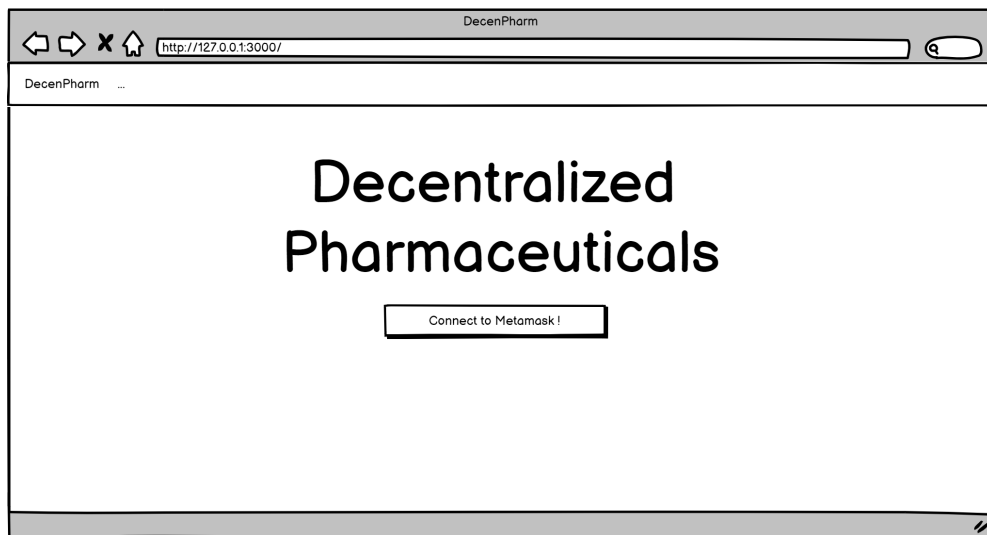 DecenPharm
http://127.0.0.1:3000/
DecenPharm ...
Decentralized
Pharmaceuticals
Connect to Metamask !